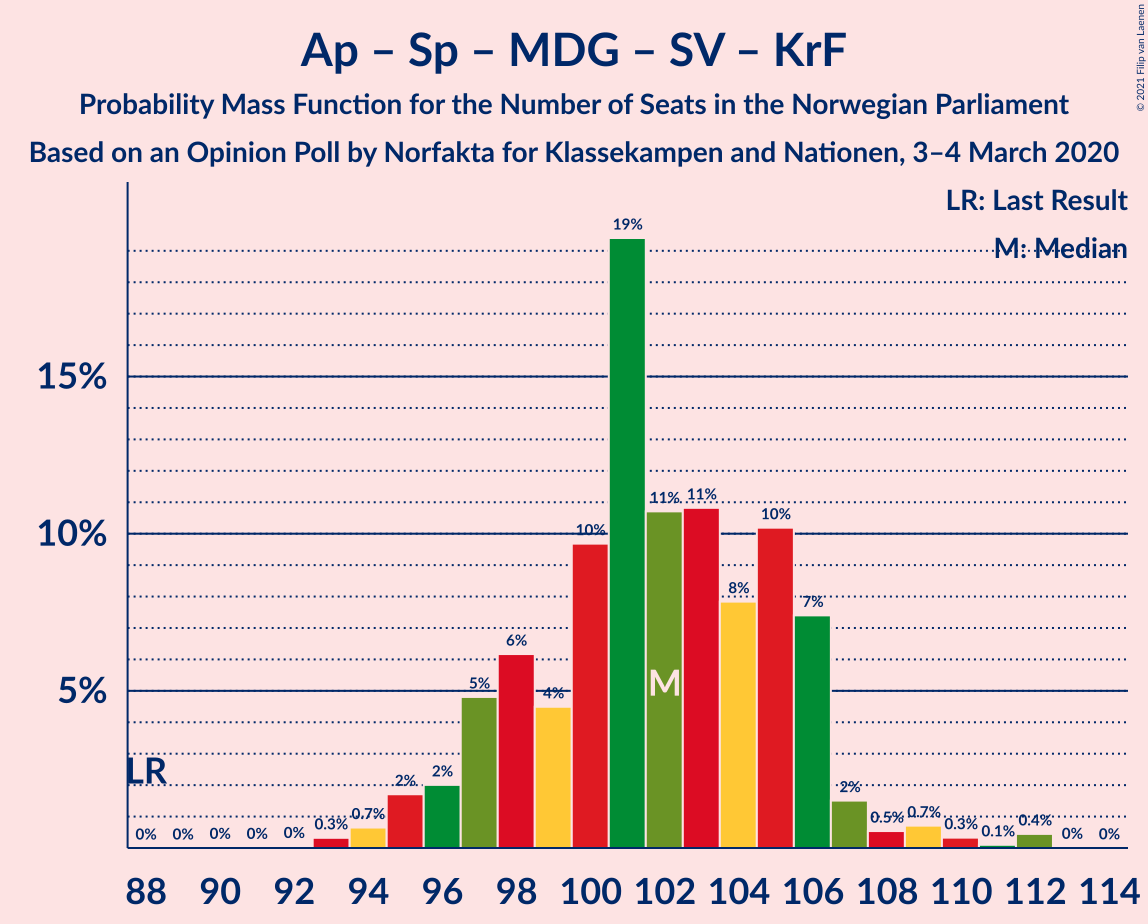 Ap – Sp – MDG – SV – KrF
Probability Mass Function for the Number of Seats in the Norwegian Parliament
Based on an Opinion Poll by Norfakta for Klassekampen and Nationen, 3–4 March 2020
© 2021 Filip van Laenen
LR: Last Result
M: Median
15%
10%
5%
LR
M
0% 0% 0% 0% 0% 0.3% 0.7% 2% 2% 5% 6% 4% 10% 19% 11% 11% 8% 10% 7% 2% 0.5% 0.7% 0.3% 0.1% 0.4% 0% 0%
88 90 92 94 96 98 100 102 104 106 108 110 112 114